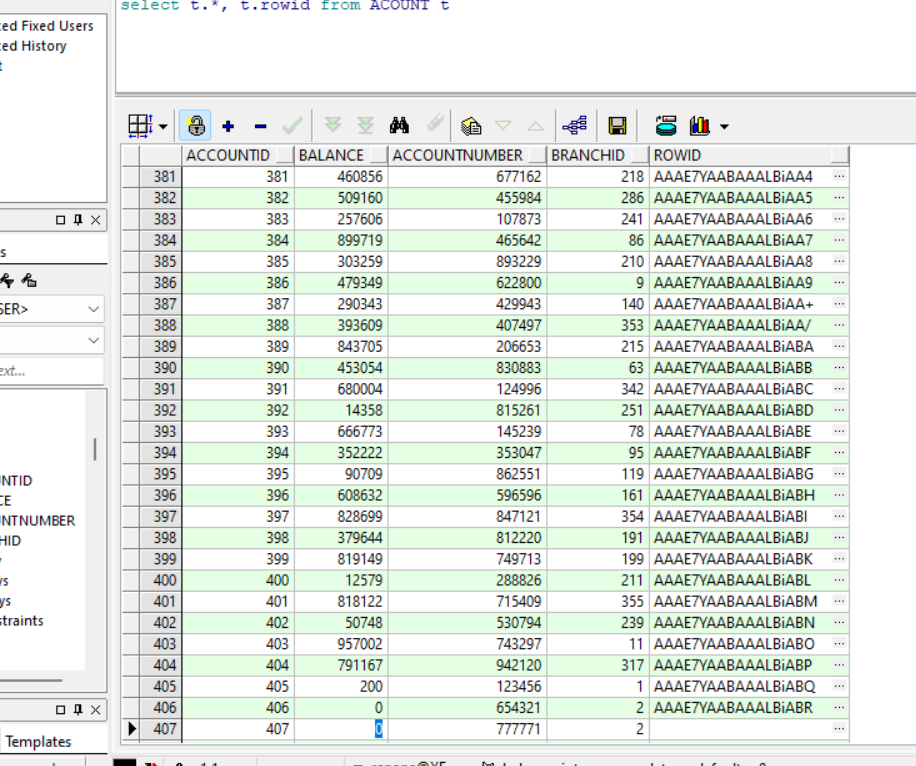 select t.*, t.rowid from ACOUNT t
ed Fixed Users
ed History
t
s
SER>
ext...
UNTID
CE
UNTNUMBER
HID
ys
ys
straints
Templates
ACCOUNTID BALANCE ACCOUNTNUMBER BRANCHID ROWID
381 381 460856 677162 218 AAAE7YAABAAALBiAA4 ...
382 382 509160 455984 286 AAAE7YAABAAALBiAA5 ...
383 383 257606 107873 241 AAAE7YAABAAALBiAA6 ...
384 384 899719 465642 86 AAAE7YAABAAALBiAA7 ...
385 385 303259 893229 210 AAAE7YAABAAALBiAA8 ...
386 386 479349 622800 9 AAAE7YAABAAALBiAA9 ...
387 387 290343 429943 140 AAAE7YAABAAALBiAA+ ...
388 388 393609 407497 353 AAAE7YAABAAALBiAA/ ...
389 389 843705 206653 215 AAAE7YAABAAALBiABA ...
390 390 453054 830883 63 AAAE7YAABAAALBiABB ...
391 391 680004 124996 342 AAAE7YAABAAALBiABC ...
392 392 14358 815261 251 AAAE7YAABAAALBiABD ...
393 393 666773 145239 78 AAAE7YAABAAALBiABE ...
394 394 352222 353047 95 AAAE7YAABAAALBiABF ...
395 395 90709 862551 119 AAAE7YAABAAALBiABG ...
396 396 608632 596596 161 AAAE7YAABAAALBiABH ...
397 397 828699 847121 354 AAAE7YAABAAALBiABI ...
398 398 379644 812220 191 AAAE7YAABAAALBiABJ ...
399 399 819149 749713 199 AAAE7YAABAAALBiABK ...
400 400 12579 288826 211 AAAE7YAABAAALBiABL ...
401 401 818122 715409 355 AAAE7YAABAAALBiABM ...
402 402 50748 530794 239 AAAE7YAABAAALBiABN ...
403 403 957002 743297 11 AAAE7YAABAAALBiABO ...
404 404 791167 942120 317 AAAE7YAABAAALBiABP ...
405 405 200 123456 1 AAAE7YAABAAALBiABQ ...
406 406 0 654321 2 AAAE7YAABAAALBiABR ...
407 407 0 777771 2 ...